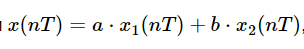 x(nT) = a · x₁(nT) + b · x₂(nT),